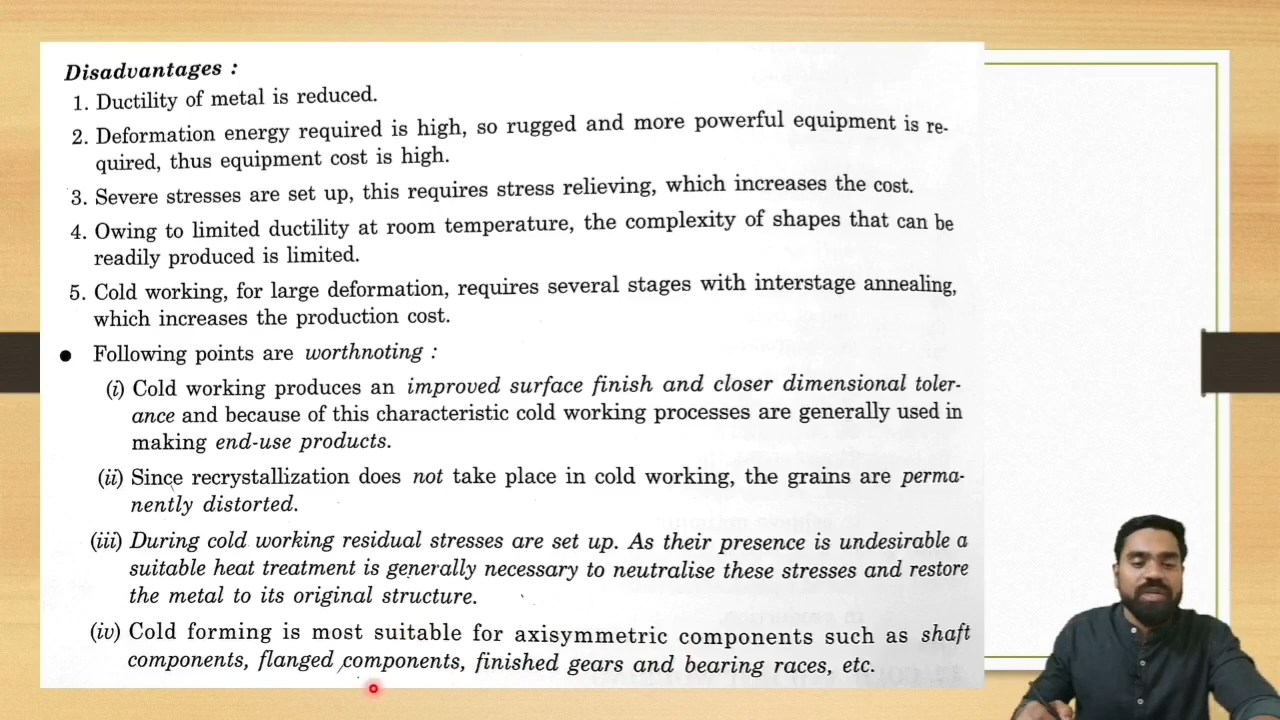 Disadvantages :
1. Ductility of metal is reduced.
2. Deformation energy required is high, so rugged and more powerful equipment is re-
quired, thus equipment cost is high.
3. Severe stresses are set up, this requires stress relieving, which increases the cost.
4. Owing to limited ductility at room temperature, the complexity of shapes that can be
readily produced is limited.
5. Cold working, for large deformation, requires several stages with interstage annealing,
which increases the production cost.
● Following points are worthnoting :
(i) Cold working produces an improved surface finish and closer dimensional toler-
ance and because of this characteristic cold working processes are generally used in
making end-use products.
(ii) Since recrystallization does not take place in cold working, the grains are perma-
nently distorted.
(iii) During cold working residual stresses are set up. As their presence is undesirable a
suitable heat treatment is generally necessary to neutralise these stresses and restore
the metal to its original structure.
(iv) Cold forming is most suitable for axisymmetric components such as shaft
components, flanged components, finished gears and bearing races, etc.